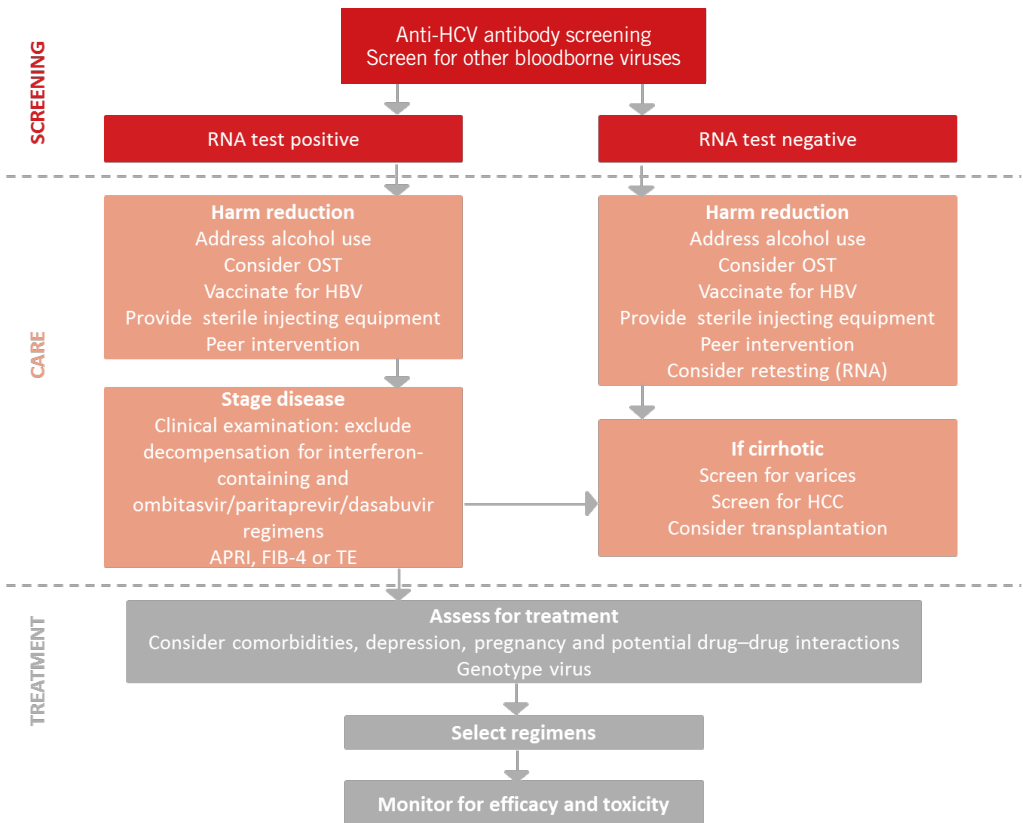 SCREENING
Anti-HCV antibody screening
Screen for other bloodborne viruses
RNA test positive
RNA test negative
CARE
Harm reduction
Address alcohol use
Consider OST
Vaccinate for HBV
Provide sterile injecting equipment
Peer intervention
Harm reduction
Address alcohol use
Consider OST
Vaccinate for HBV
Provide sterile injecting equipment
Peer intervention
Consider retesting (RNA)
Stage disease
Clinical examination: exclude
decompensation for interferon-
containing and
ombitasvir/paritaprevir/dasabuvir
regimens
APRI, FIB-4 or TE
If cirrhotic
Screen for varices
Screen for HCC
Consider transplantation
TREATMENT
Assess for treatment
Consider comorbidities, depression, pregnancy and potential drug–drug interactions
Genotype virus
Select regimens
Monitor for efficacy and toxicity